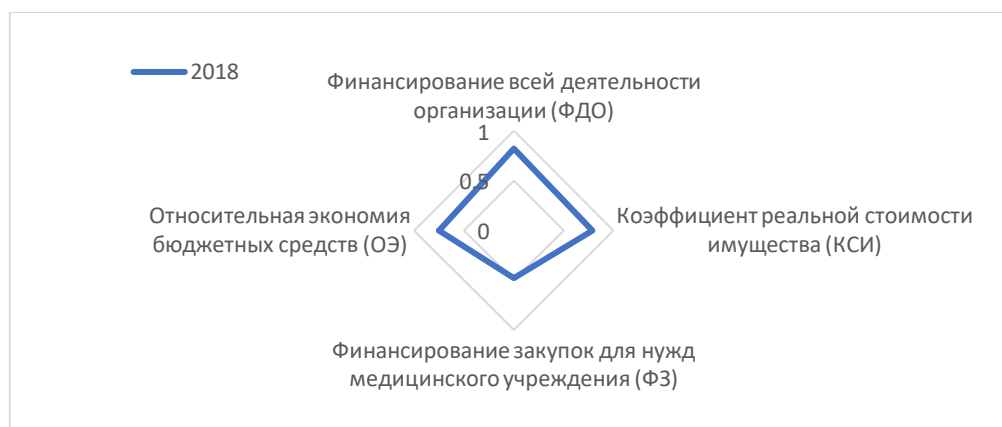 2018
Финансирование всей деятельности
организации (ФДО)
1
0,5
0
Относительная экономия
бюджетных средств (ОЭ)
Коэффициент реальной стоимости
имущества (КСИ)
Финансирование закупок для нужд
медицинского учреждения (ФЗ)